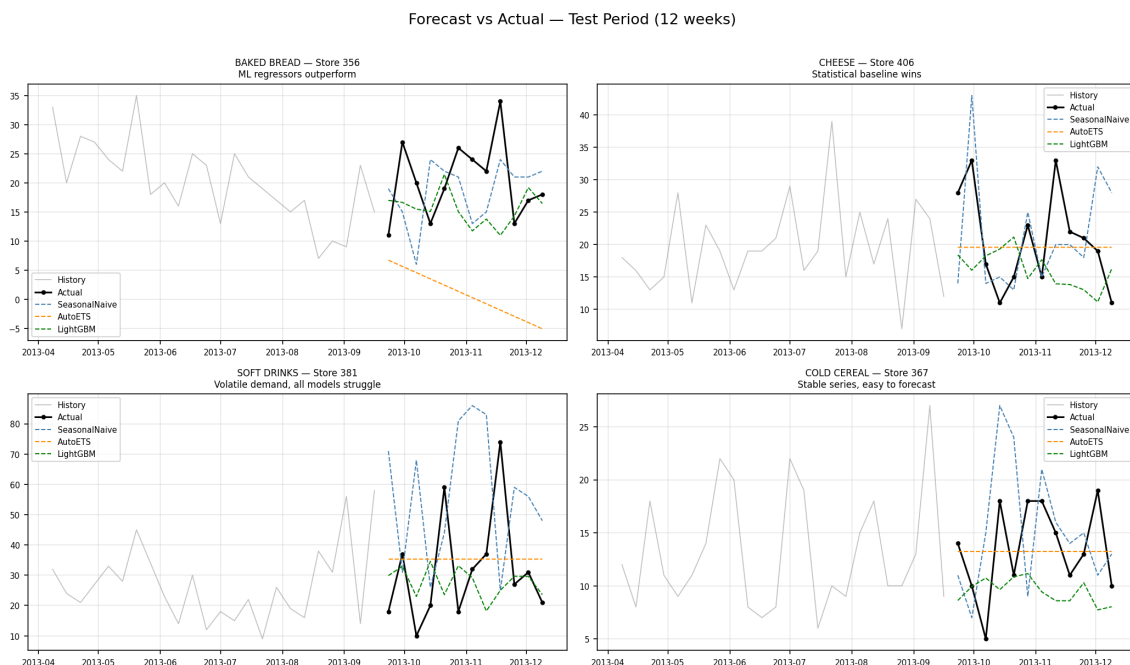 Forecast vs Actual — Test Period (12 weeks)
BAKED BREAD — Store 356
ML regressors outperform
35
30
25
20
15
10
5
0
−5
History
Actual
SeasonalNaive
AutoETS
LightGBM
2013-04 2013-05 2013-06 2013-07 2013-08 2013-09 2013-10 2013-11 2013-12
CHEESE — Store 406
Statistical baseline wins
40
35
30
25
20
15
10
History
Actual
SeasonalNaive
AutoETS
LightGBM
2013-04 2013-05 2013-06 2013-07 2013-08 2013-09 2013-10 2013-11 2013-12
SOFT DRINKS — Store 381
Volatile demand, all models struggle
80
70
60
50
40
30
20
10
History
Actual
SeasonalNaive
AutoETS
LightGBM
2013-04 2013-05 2013-06 2013-07 2013-08 2013-09 2013-10 2013-11 2013-12
COLD CEREAL — Store 367
Stable series, easy to forecast
25
20
15
10
5
History
Actual
SeasonalNaive
AutoETS
LightGBM
2013-04 2013-05 2013-06 2013-07 2013-08 2013-09 2013-10 2013-11 2013-12